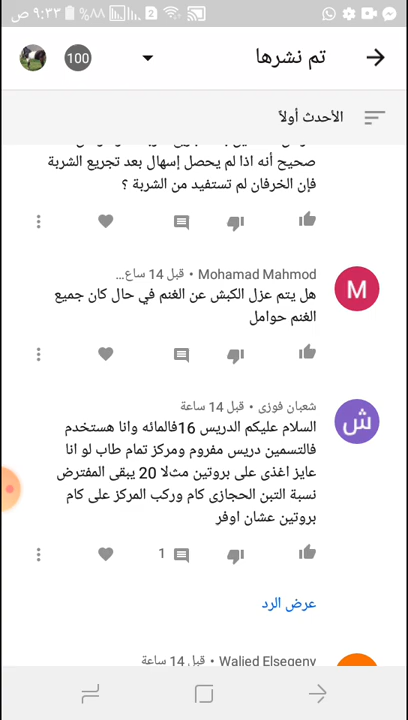 ٩:٣٣ ص %٨٨ 2
تم نشرها 100
الأحدث أولاً
صحيح أنه اذا لم يحصل إسهال بعد تجريع الشربة
فإن الخرفان لم تستفيد من الشربة ؟
Mohamad Mahmod • قبل 14 ساع...
M
هل يتم عزل الكبش عن الغنم في حال كان جميع
الغنم حوامل
شعبان فوزى • قبل 14 ساعة
ش
السلام عليكم الدريس 16فالمائه وانا هستخدم
فالتسمين دريس مفروم ومركز تمام طاب لو انا
عايز اغذى على بروتين مثلا 20 يبقى المفترض
نسبة التبن الحجازى كام وركب المركز على كام
بروتين عشان اوفر
1
عرض الرد
Walied Elsegeny • قبل 14 ساعة